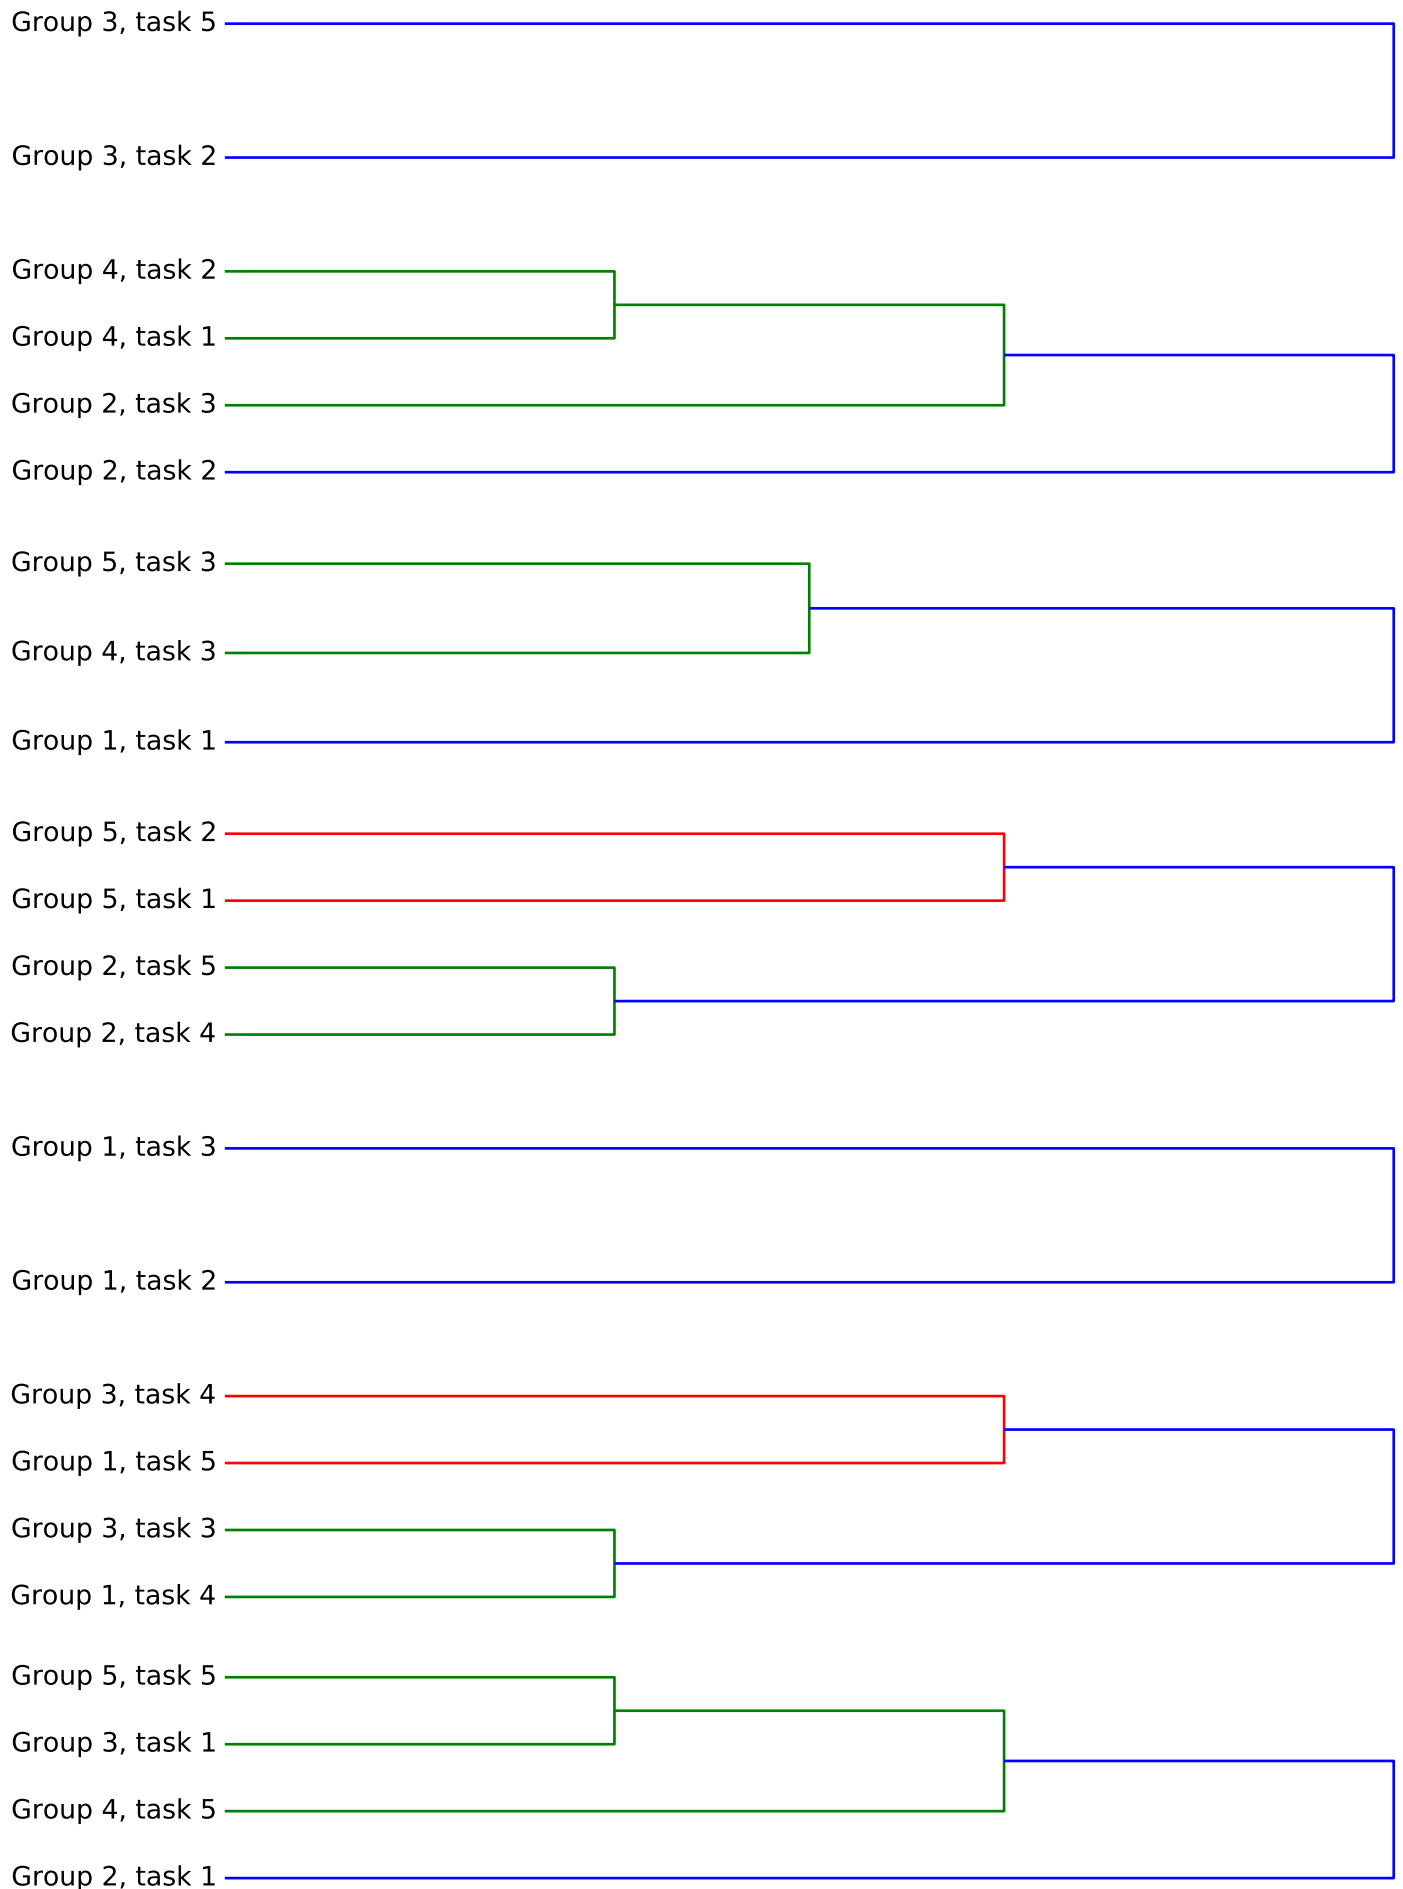 Group 3, task 5
Group 3, task 2
Group 4, task 2
Group 4, task 1
Group 2, task 3
Group 2, task 2
Group 5, task 3
Group 4, task 3
Group 1, task 1
Group 5, task 2
Group 5, task 1
Group 2, task 5
Group 2, task 4
Group 1, task 3
Group 1, task 2
Group 3, task 4
Group 1, task 5
Group 3, task 3
Group 1, task 4
Group 5, task 5
Group 3, task 1
Group 4, task 5
Group 2, task 1